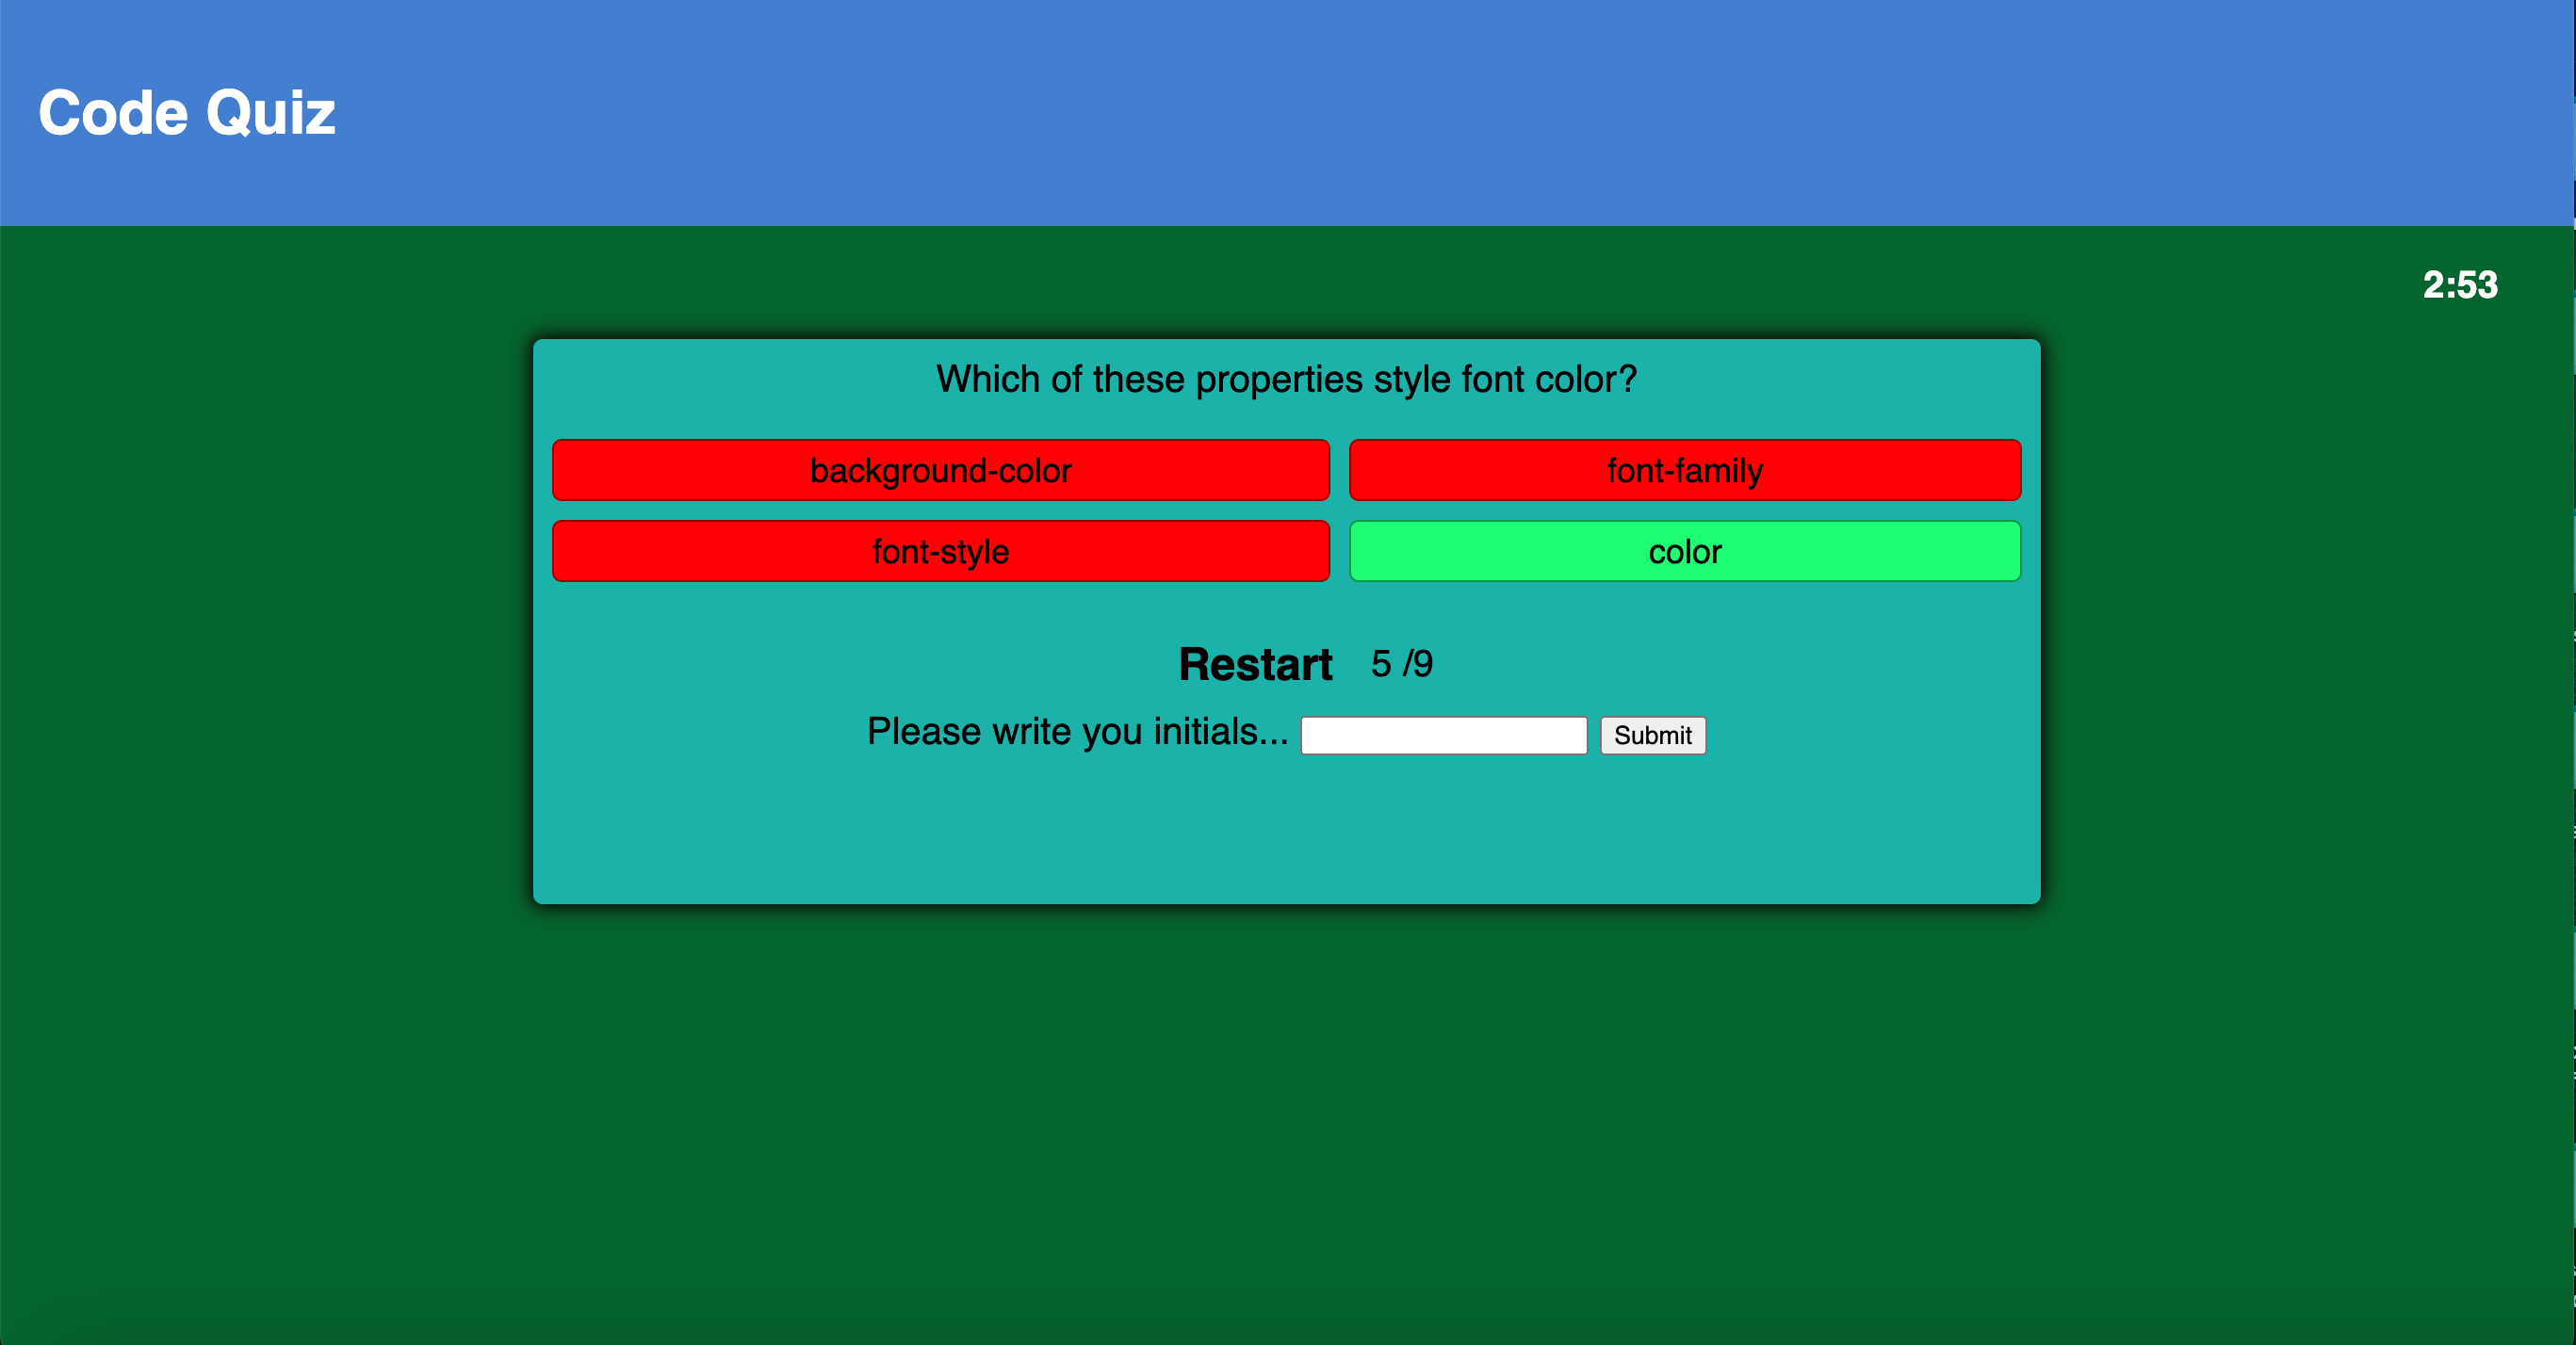 Code Quiz
2:53
Which of these properties style font color?
background-color
font-family
font-style
color
Restart 5 /9
Please write you initials... Submit